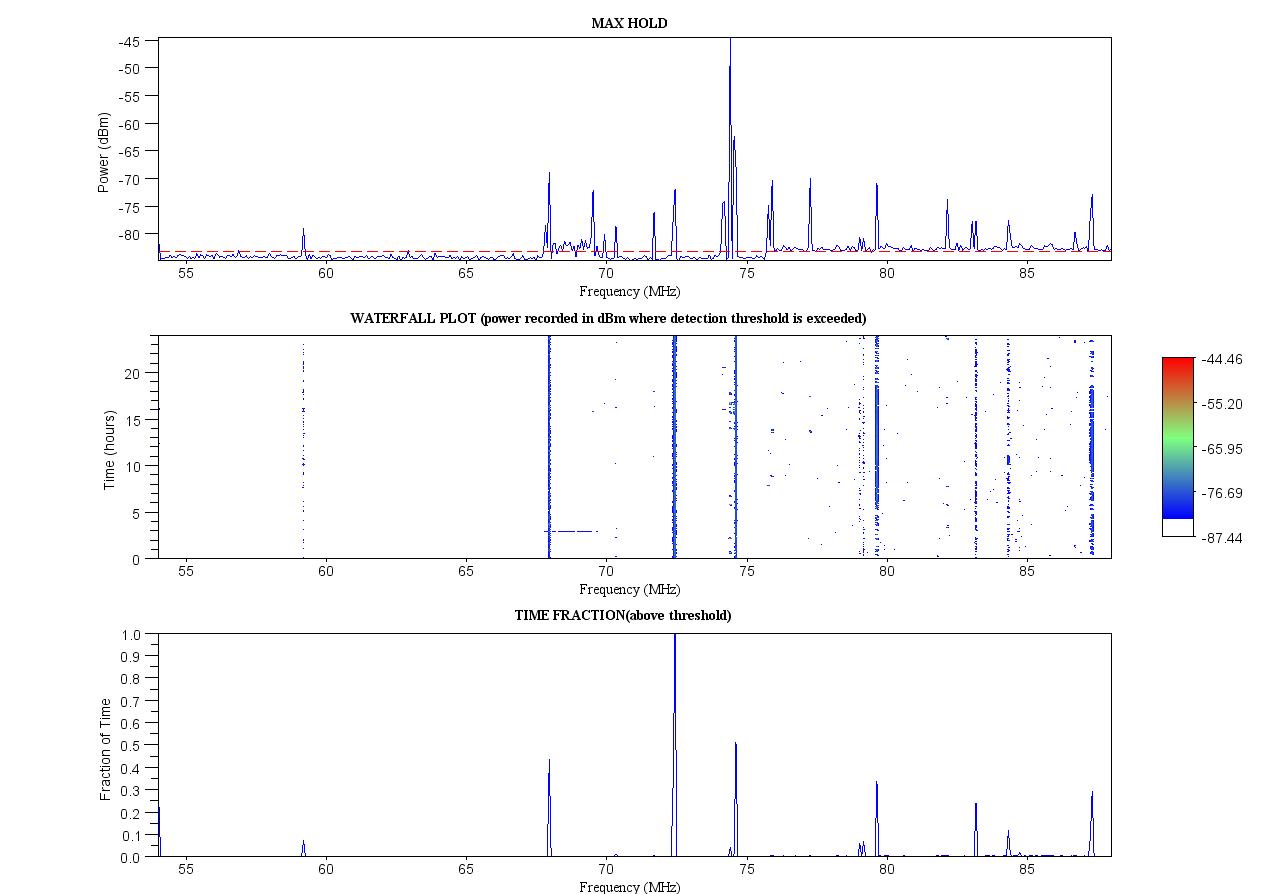 MAX HOLD
-45
-50
-55
-60
-65
-70
-75
-80
Power (dBm)
55 60 65 70 75 80 85
Frequency (MHz)
WATERFALL PLOT (power recorded in dBm where detection threshold is exceeded)
20
15
10
5
0
Time (hours)
55 60 65 70 75 80 85
Frequency (MHz)
-44.46
-55.20
-65.95
-76.69
-87.44
TIME FRACTION(above threshold)
1.0
0.9
0.8
0.7
0.6
0.5
0.4
0.3
0.2
0.1
0.0
Fraction of Time
55 60 65 70 75 80 85
Frequency (MHz)